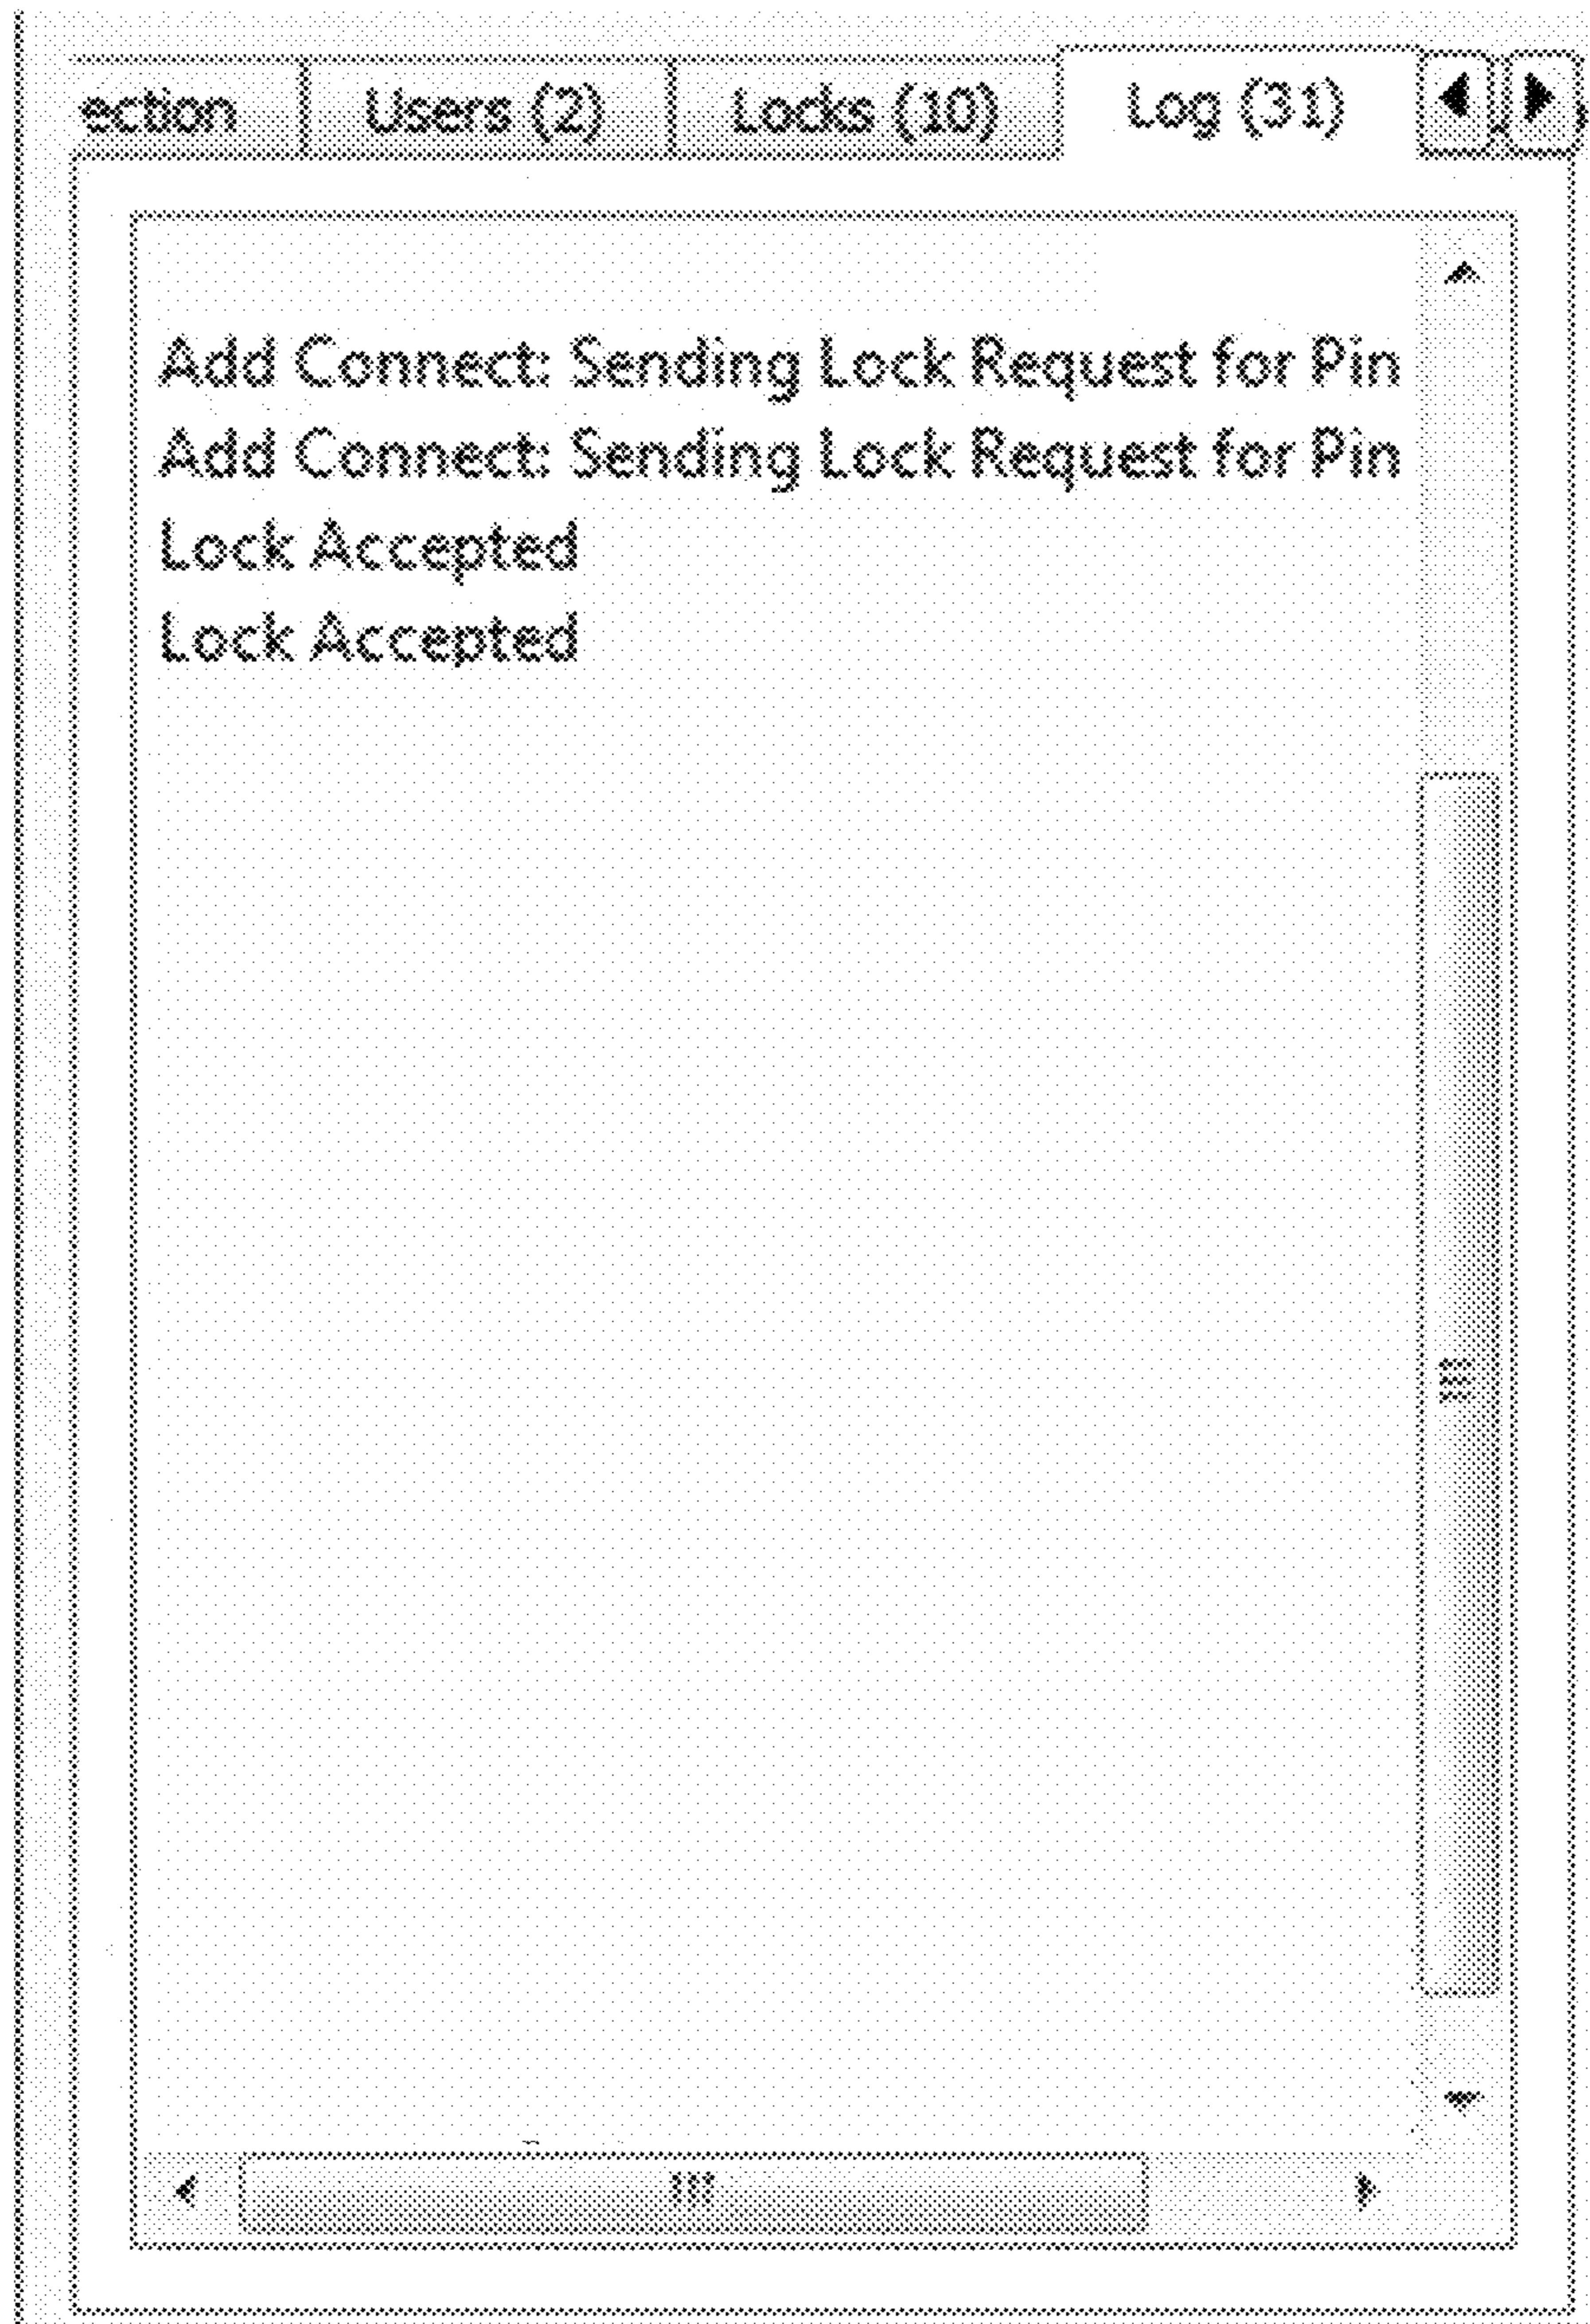 ection Users (2) Locks (10) Log (31)
Add Connect: Sending Lock Request for Pin
Add Connect: Sending Lock Request for Pin
Lock Accepted
Lock Accepted